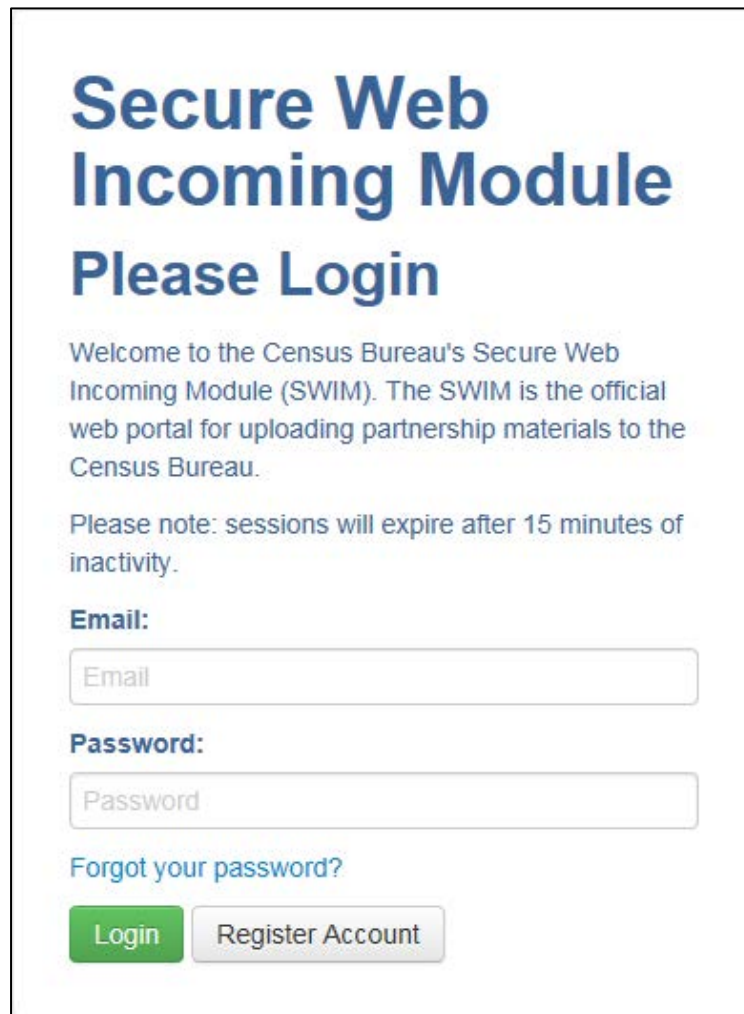 Secure Web
Incoming Module
Please Login
Welcome to the Census Bureau's Secure Web
Incoming Module (SWIM). The SWIM is the official
web portal for uploading partnership materials to the
Census Bureau.
Please note: sessions will expire after 15 minutes of
inactivity.
Email:
Email
Password:
Password
Forgot your password?
Login Register Account